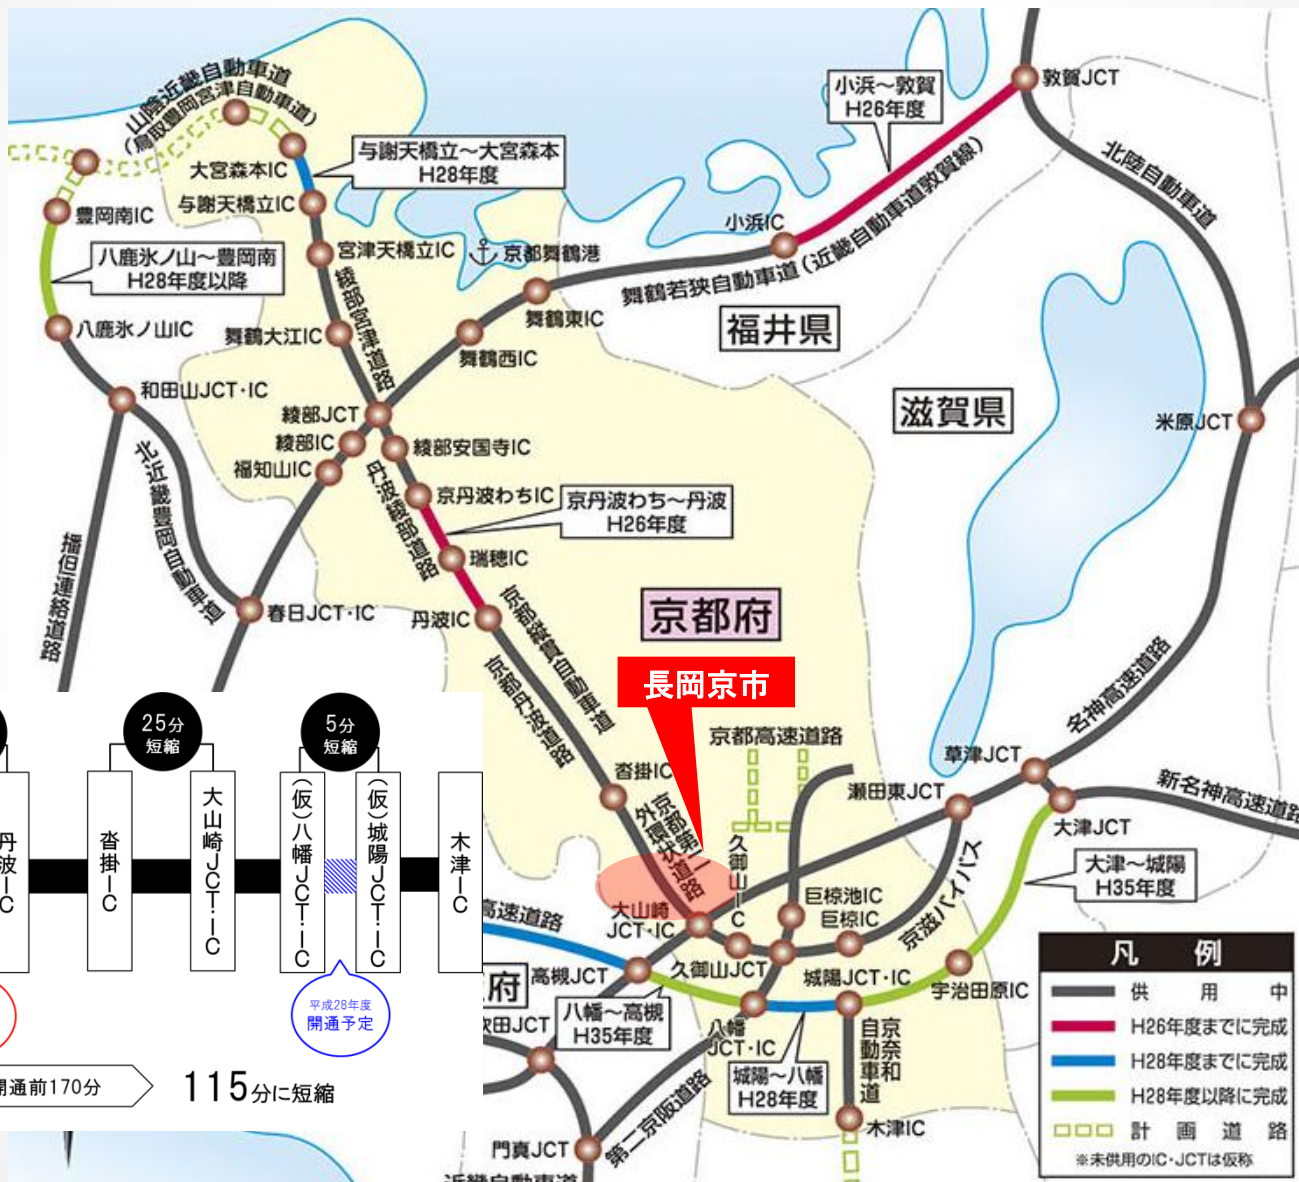 山陰近畿自動車道
(鳥取豊岡宮津自動車道)
大宮森本IC
与謝天橋立～大宮森本
H28年度
与謝天橋立IC
豊岡南IC
八鹿氷ノ山～豊岡南
H28年度以降
宮津天橋立IC
京都舞鶴港
八鹿氷ノ山IC
舞鶴大江IC
綾部宮津道路
舞鶴東IC
舞鶴西IC
小浜～敦賀
H26年度
敦賀JCT
小浜IC
舞鶴若狭自動車道(近畿自動車道敦賀線)
北陸自動車道
福井県
滋賀県
米原JCT
和田山JCT・IC
綾部JCT
綾部IC
福知山IC
綾部安国寺IC
京丹波わちIC
京丹波わち～丹波
H26年度
丹波綾部道路
瑞穂IC
丹波IC
北近畿豊岡自動車道
播但連絡道路
春日JCT・IC
京都縦貫自動車道
京都丹波道路
京都府
長岡京市
京都高速道路
沓掛IC
京都第二
外環状道路
久御山IC
瀬田東JCT
草津JCT
名神高速道路
新名神高速道路
大津JCT
大津～城陽
H35年度
巨椋池IC
巨椋IC
京滋バイパス
大山崎
JCT・IC
高速道路
高槻JCT
久御山JCT
城陽JCT・IC
宇治田原IC
府
八幡～高槻
H35年度
吹田JCT
八幡
JCT・IC
城陽～八幡
H28年度
京奈和
自動車道
木津IC
第二京阪道路
門真JCT
近畿自動車道
25分
短縮
5分
短縮
丹波IC
沓掛IC
大山崎JCT・IC
(仮)八幡JCT・IC
(仮)城陽JCT・IC
木津IC
平成28年度
開通予定
開通前170分
115分に短縮
凡例
供用中
H26年度までに完成
H28年度までに完成
H28年度以降に完成
計画道路
※未供用のIC・JCTは仮称